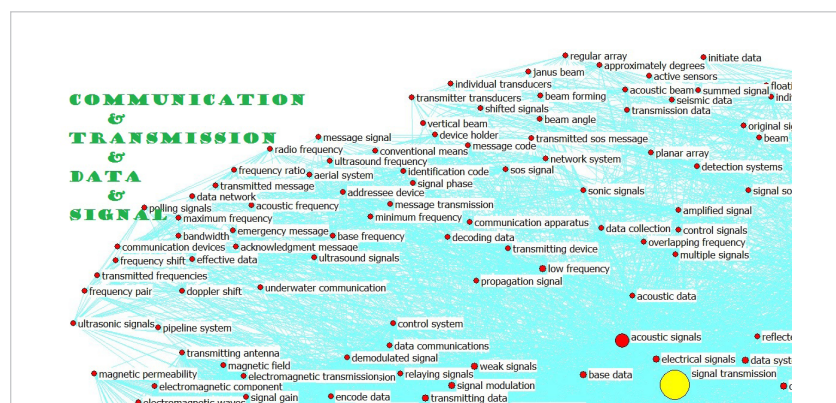 COMMUNICATION
&
TRANSMISSION
&
DATA
&
SIGNAL
regular array
initiate data
approximately degrees
janus beam
active sensors
individual transducers
acoustic beam
summed signal
transmitter transducers
beam forming
seismic data
shifted signals
transmission data
vertical beam
beam angle
message signal
device holder
transmitted sos message
beam
radio frequency
conventional means
message code
planar array
ultrasound frequency
network system
frequency ratio
aerial system
identification code
sos signal
detection systems
transmitted message
signal phase
data network
addressee device
sonic signals
polling signals
acoustic frequency
message transmission
amplified signal
maximum frequency
minimum frequency
communication apparatus
emergency message
data collection
control signals
bandwidth
base frequency
decoding data
overlapping frequency
communication devices
acknowledgment message
transmitting device
multiple signals
frequency shift
effective data
ultrasound signals
low frequency
transmitted frequencies
propagation signal
frequency pair
doppler shift
underwater communication
acoustic data
ultrasonic signals
pipeline system
control system
acoustic signals
data communications
transmitting antenna
demodulated signal
electrical signals
magnetic field
weak signals
signal transmission
magnetic permeability
electromagnetic transmission
relaying signals
base data
electromagnetic component
signal modulation
signal gain
encode data
transmitting data